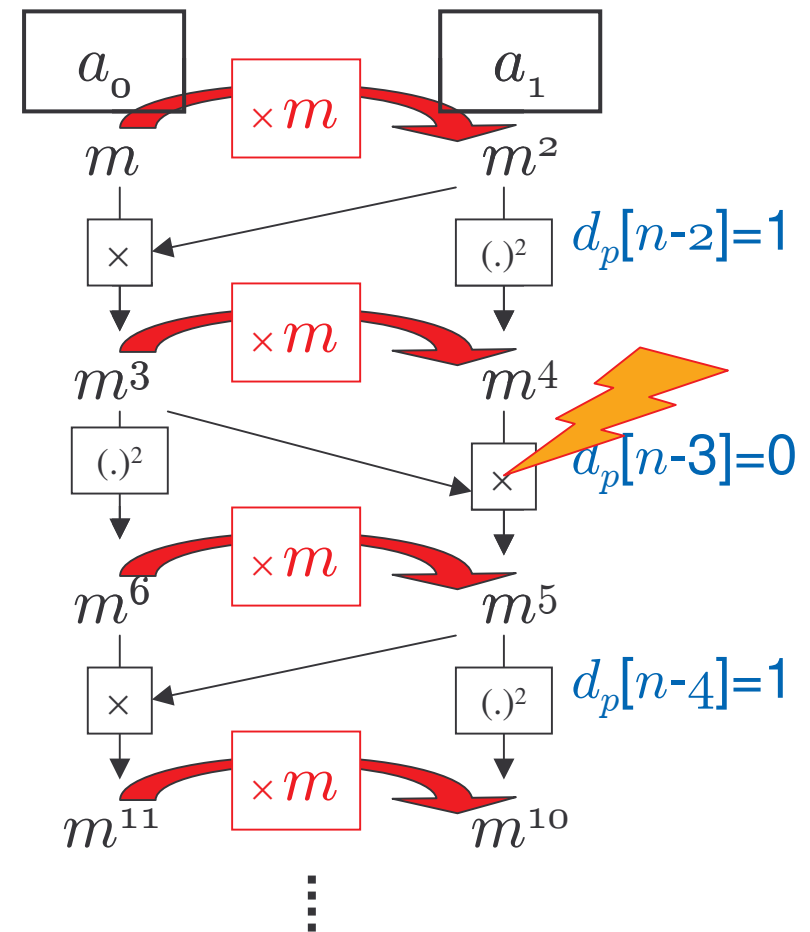 a₀ × m a₁
m m²
× (.)² dₚ[n-2]=1
× m
m³ m⁴
(.)² × dₚ[n-3]=0
× m
m⁶ m⁵
× (.)² dₚ[n-4]=1
× m
m¹¹ m¹⁰
⋮